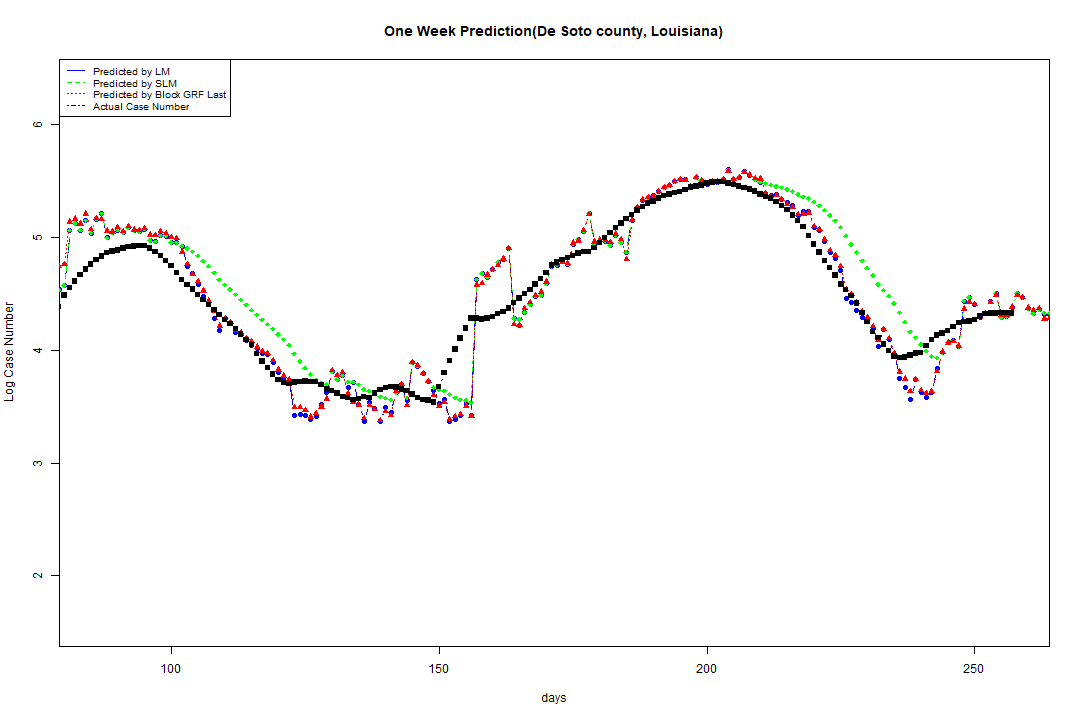 One Week Prediction(De Soto county, Louisiana)
Predicted by LM
Predicted by SLM
Predicted by Block GRF Last
Actual Case Number
6
5
4
3
2
Log Case Number
100
150
200
250
days